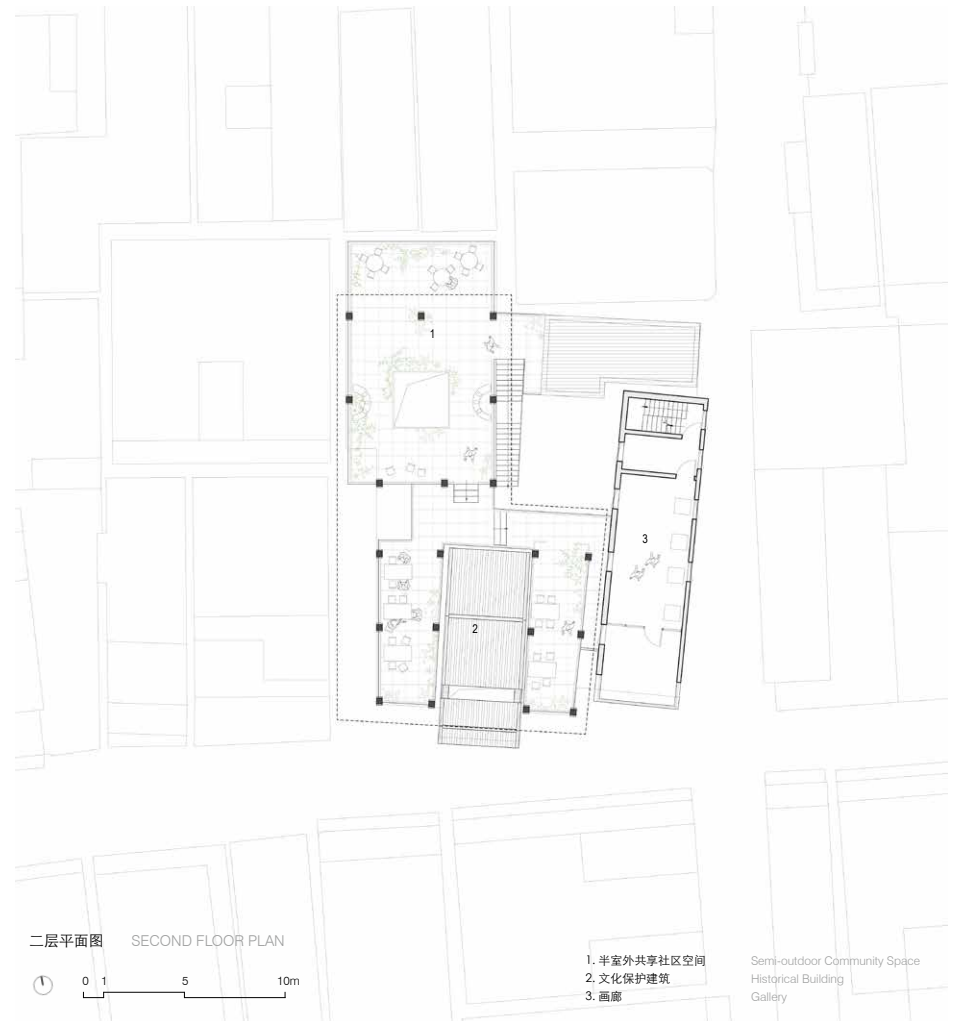 1
3
2
二层平面图 SECOND FLOOR PLAN
0 1 5 10m
1. 半室外共享社区空间 Semi-outdoor Community Space
2. 文化保护建筑 Historical Building
3. 画廊 Gallery